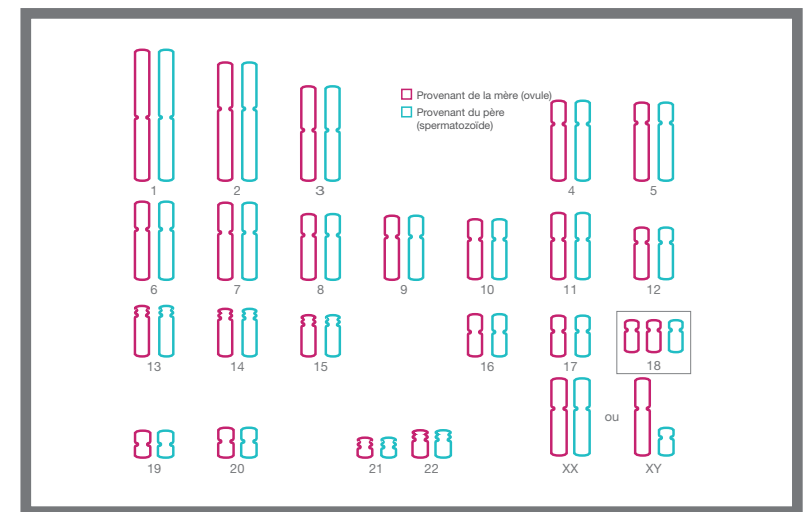 Provenant de la mère (ovule)
Provenant du père
(spermatozoïde)
1 2 3 4 5
6 7 8 9 10 11 12
13 14 15 16 17 18
ou
19 20 21 22 XX XY